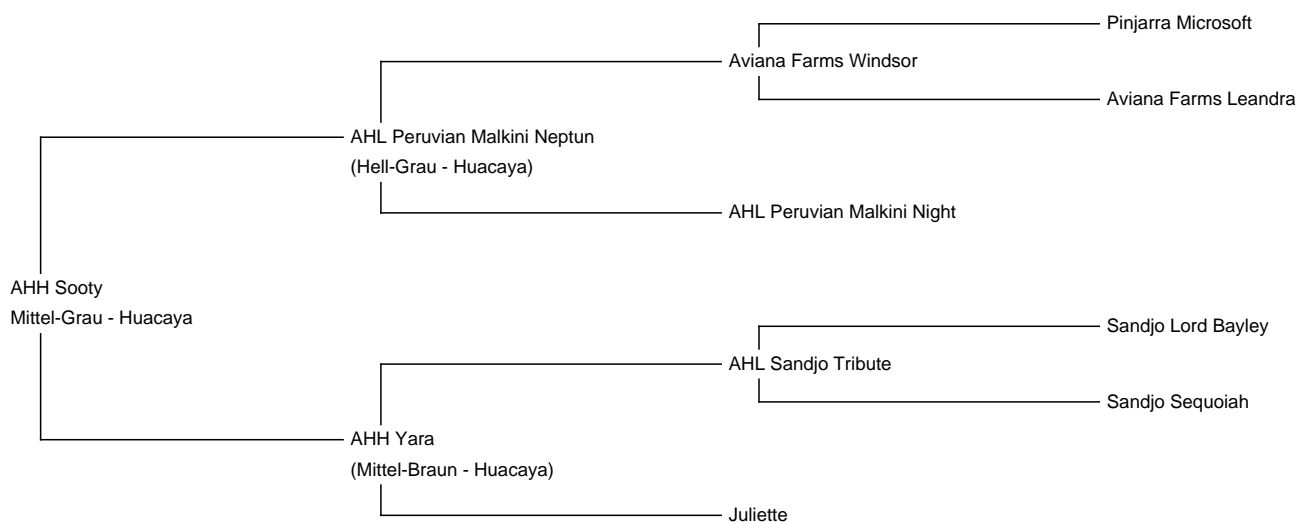 Pinjarra Microsoft
Aviana Farms Windsor
Aviana Farms Leandra
AHL Peruvian Malkini Neptun
(Hell-Grau - Huacaya)
AHL Peruvian Malkini Night
AHH Sooty
Mittel-Grau - Huacaya
Sandjo Lord Bayley
AHL Sandjo Tribute
Sandjo Sequoiah
AHH Yara
(Mittel-Braun - Huacaya)
Juliette